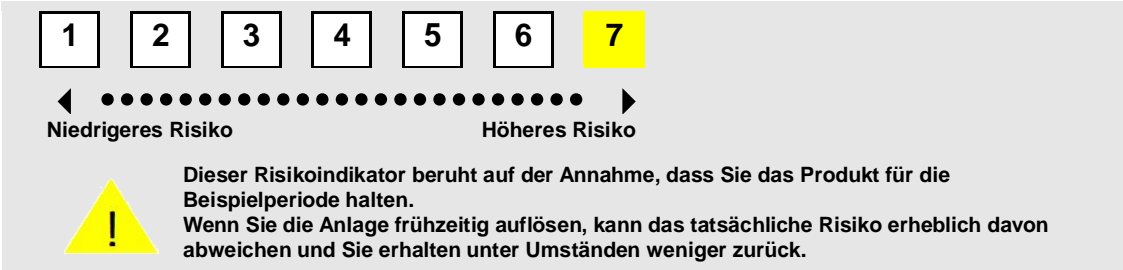 1 2 3 4 5 6 7
Niedrigeres Risiko Höheres Risiko
Dieser Risikoindikator beruht auf der Annahme, dass Sie das Produkt für die
Beispielperiode halten.
Wenn Sie die Anlage frühzeitig auflösen, kann das tatsächliche Risiko erheblich davon
abweichen und Sie erhalten unter Umständen weniger zurück.
!